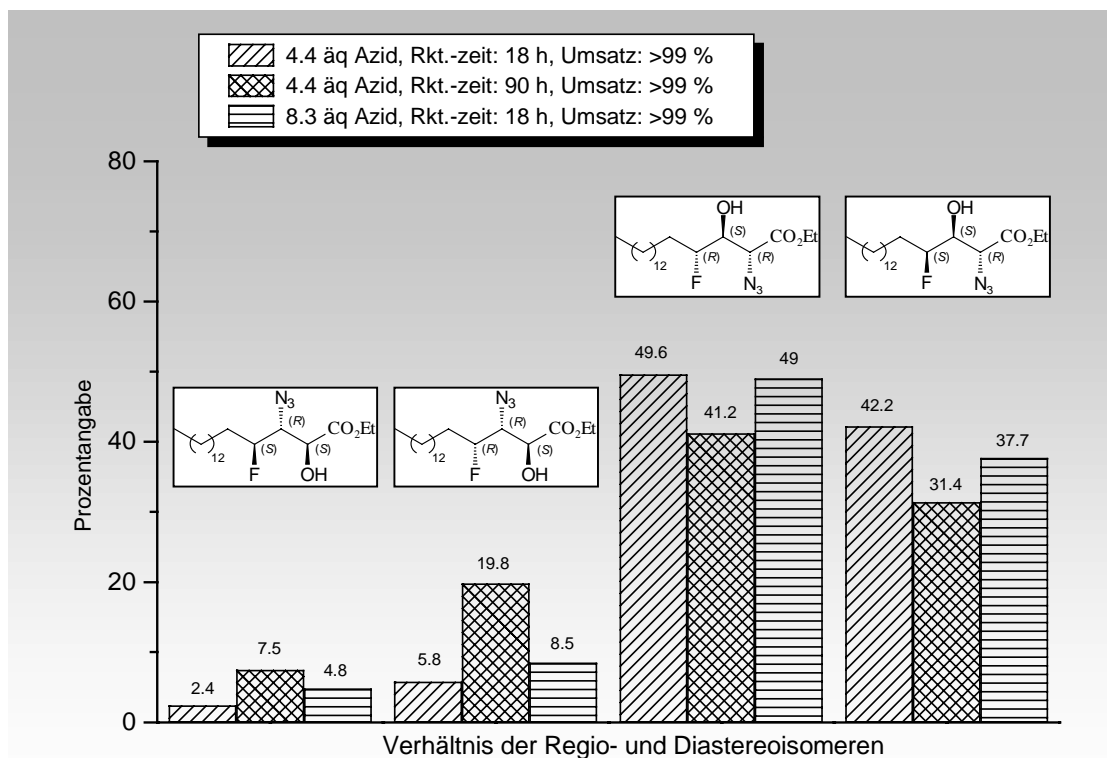 4.4 äq Azid, Rkt.-zeit: 18 h, Umsatz: >99 %
4.4 äq Azid, Rkt.-zeit: 90 h, Umsatz: >99 %
8.3 äq Azid, Rkt.-zeit: 18 h, Umsatz: >99 %
80
60
40
20
0
Prozentangabe
OH
(S)
CO2Et
(R)
(R)
12
F
N3
OH
(S)
CO2Et
(S)
(R)
12
F
N3
N3
(R)
CO2Et
(S)
(S)
12
F
OH
N3
(R)
CO2Et
(R)
(S)
12
F
OH
2.4
7.5
4.8
5.8
19.8
8.5
49.6
41.2
49
42.2
31.4
37.7
Verhältnis der Regio- und Diastereoisomeren